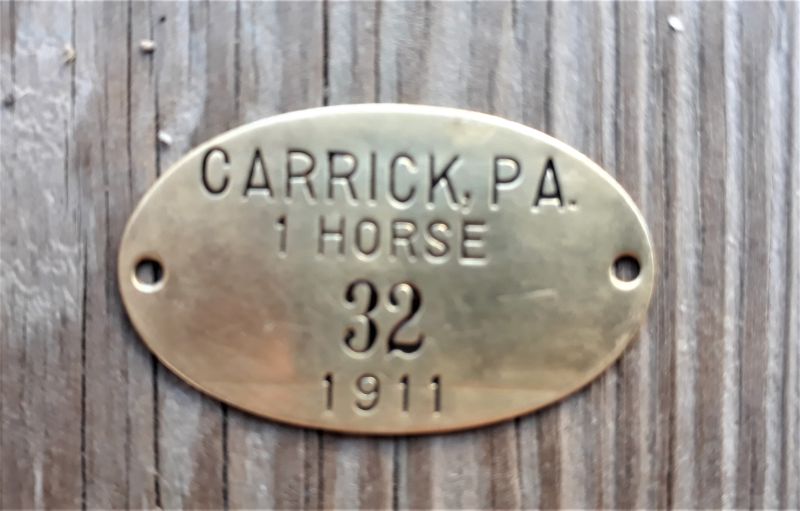 CARRICK, PA.
1 HORSE
32
1911